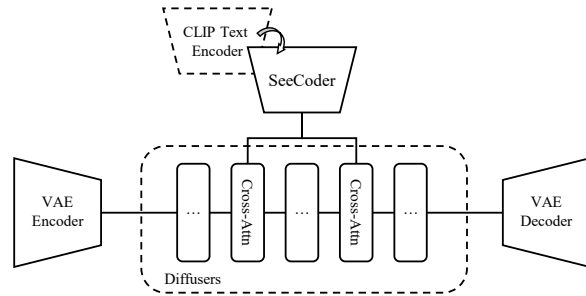 CLIP Text
Encoder
SeeCoder
VAE
Encoder
...
Cross-Attn
...
Cross-Attn
...
VAE
Decoder
Diffusers